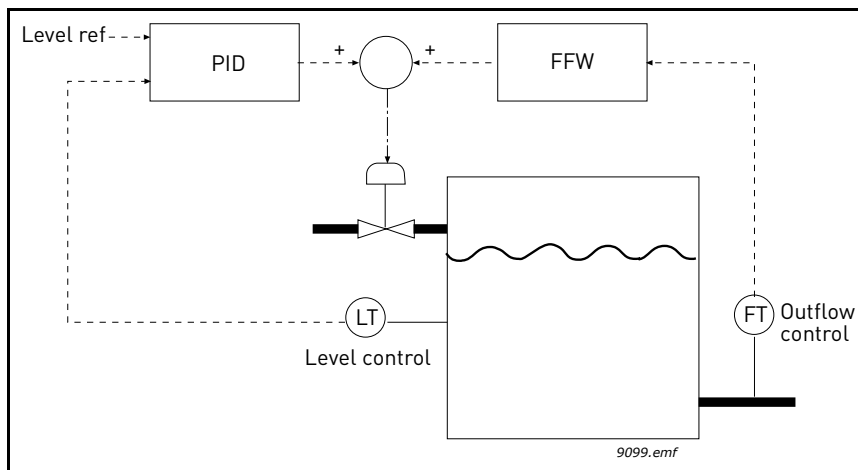 Level ref
PID
+
+
FFW
LT
Level control
FT
Outflow
control
9099.emf